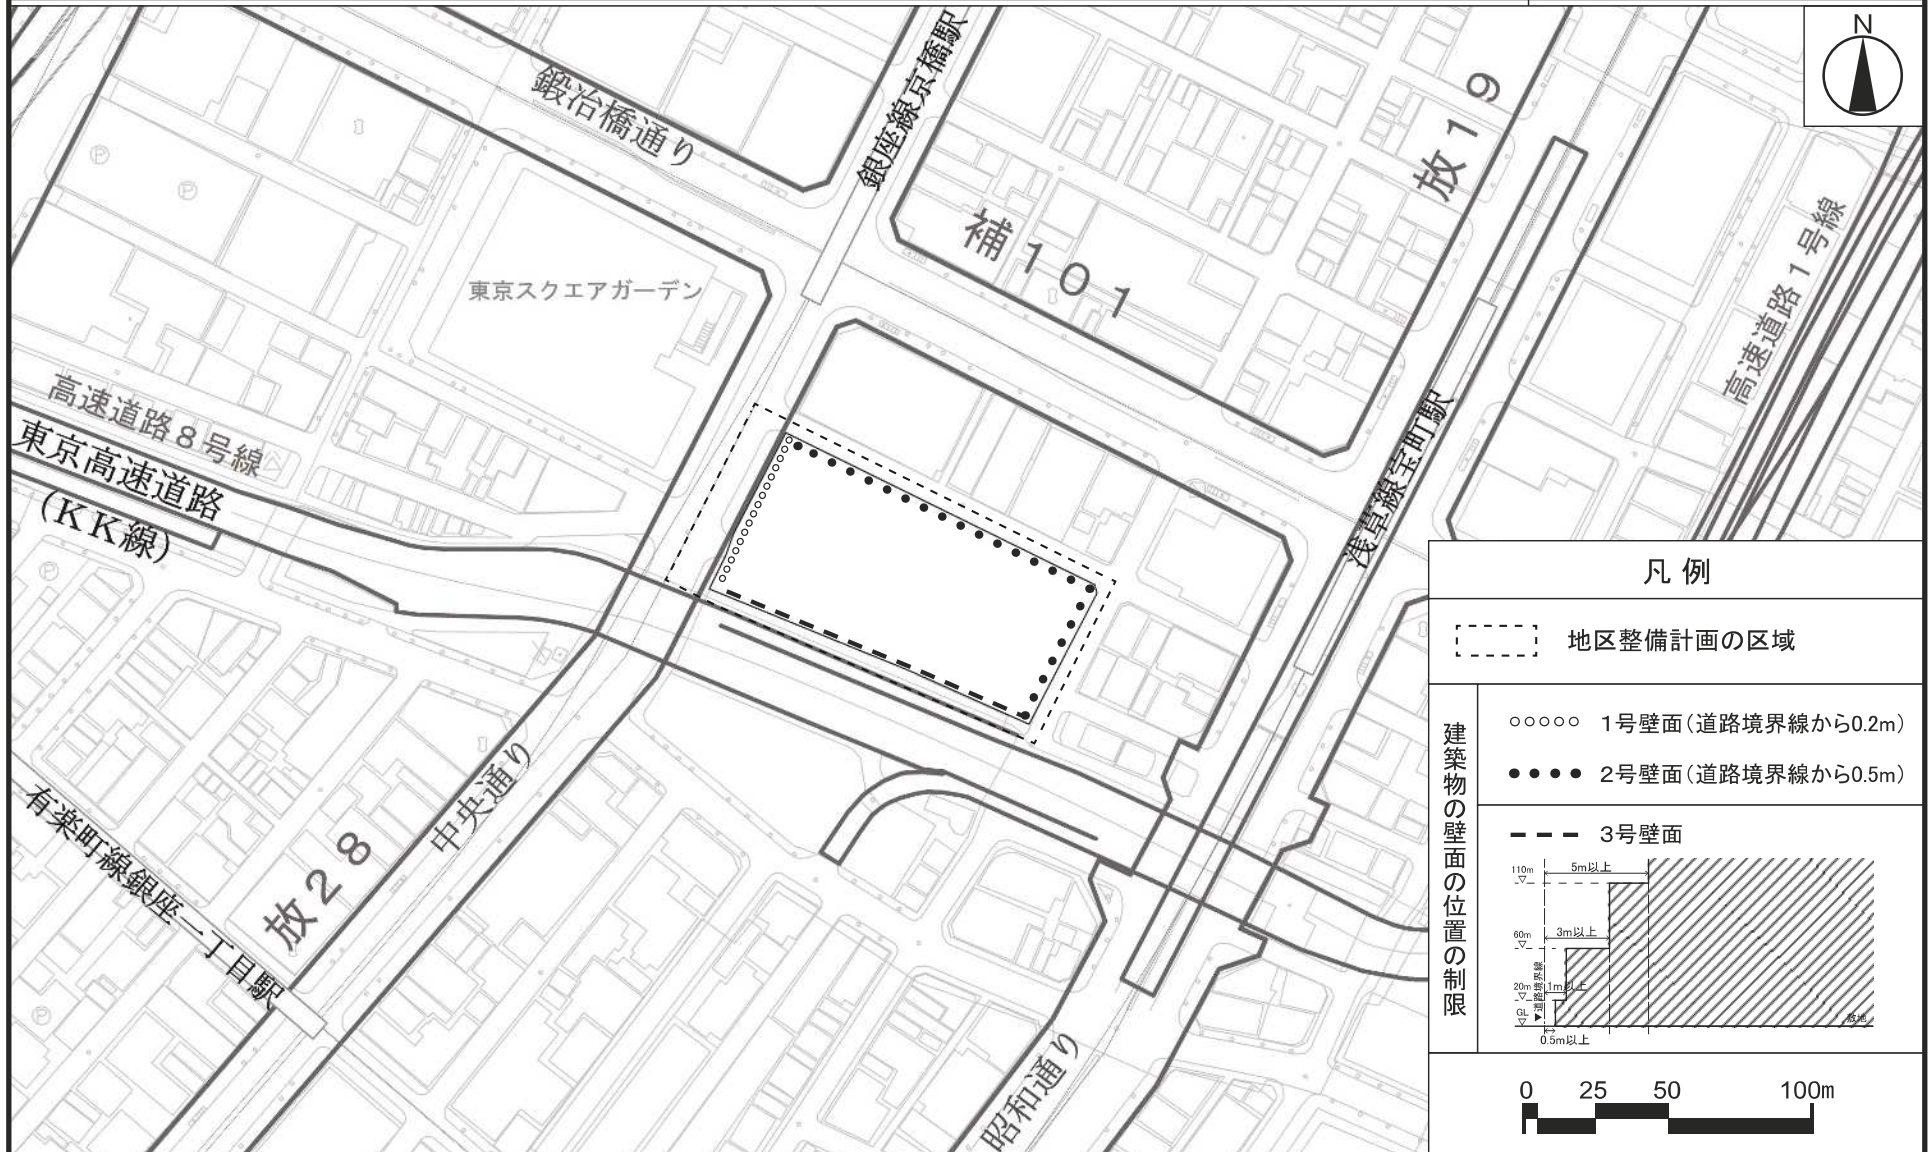 N
鍛冶橋通り
銀座線京橋駅
放19
補101
高速道路1号線
東京スクエアガーデン
高速道路8号線
東京高速道路
(KK線)
浅草線宝町駅
P
P
P
P
中央通り
有楽町線銀座一丁目駅
放28
昭和通り
凡例
地区整備計画の区域
建築物の壁面の位置の制限
1号壁面(道路境界線から0.2m)
2号壁面(道路境界線から0.5m)
3号壁面
110m
5m以上
60m
3m以上
20m
1m以上
道路境界線
GL
敷地
0.5m以上
0 25 50 100m